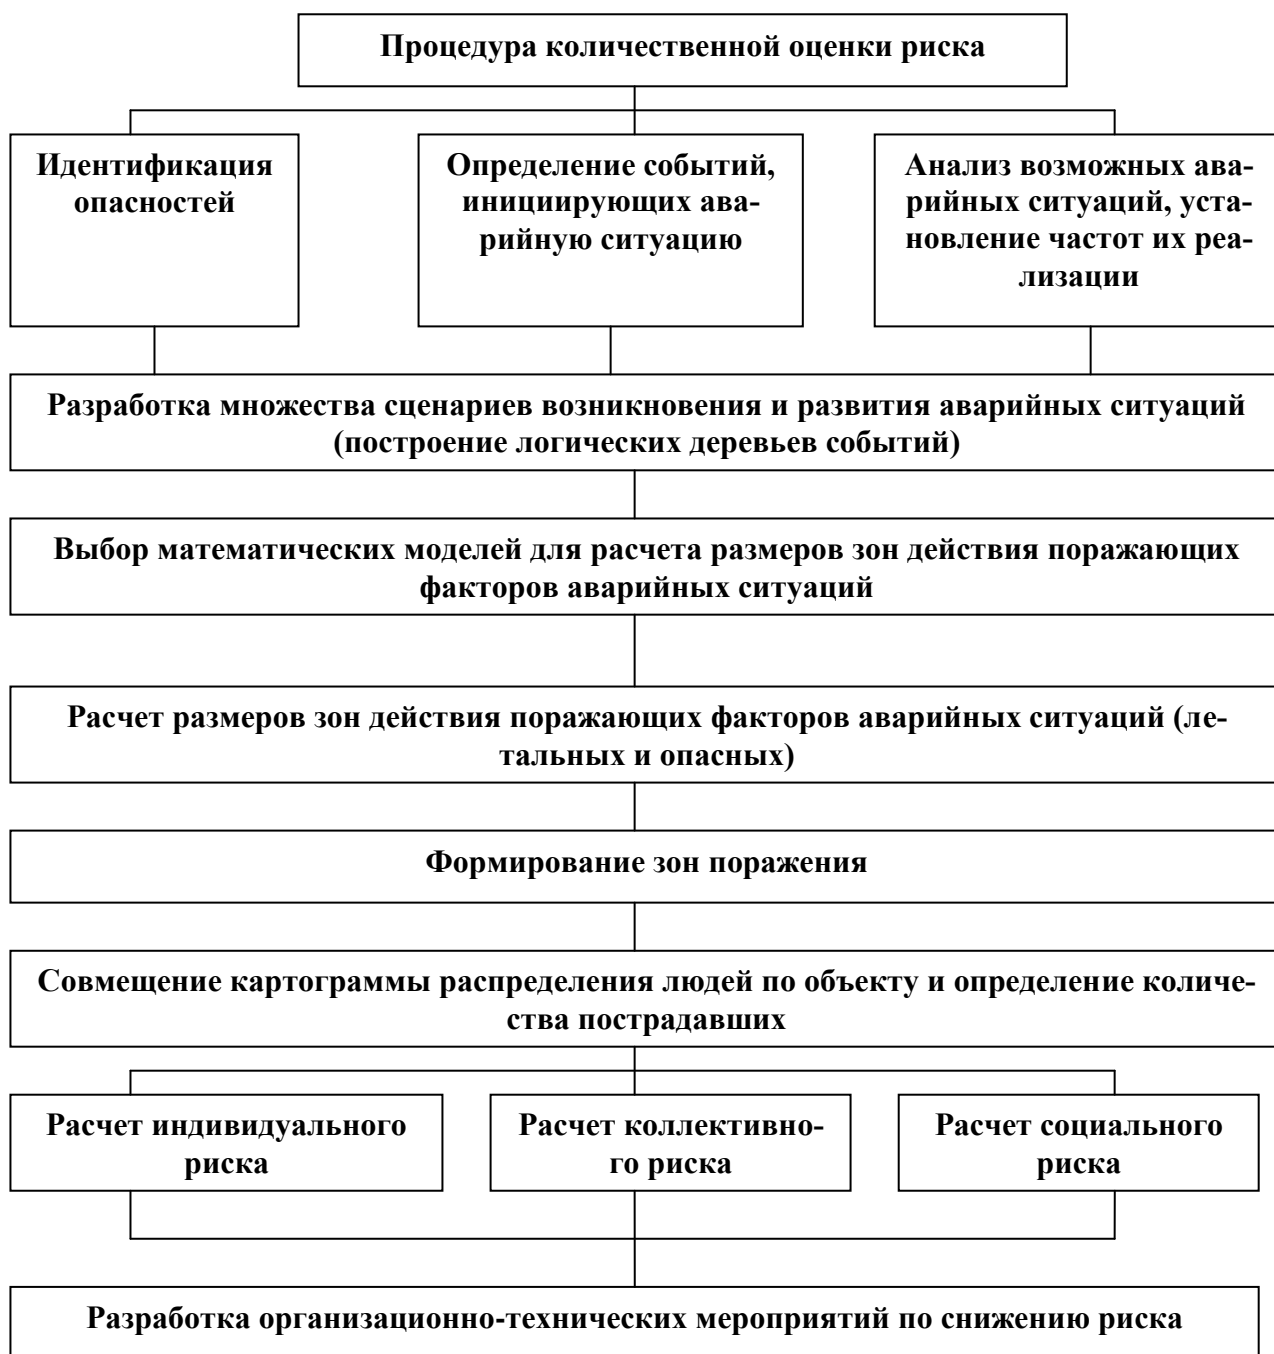 Процедура количественной оценки риска
Идентификация
опасностей
Определение событий,
инициирующих ава-
рийную ситуацию
Анализ возможных ава-
рийных ситуаций, уста-
новление частот их реа-
лизации
Разработка множества сценариев возникновения и развития аварийных ситуаций
(построение логических деревьев событий)
Выбор математических моделей для расчета размеров зон действия поражающих
факторов аварийных ситуаций
Расчет размеров зон действия поражающих факторов аварийных ситуаций (ле-
тальных и опасных)
Формирование зон поражения
Совмещение картограммы распределения людей по объекту и определение количе-
ства пострадавших
Расчет индивидуального
риска
Расчет коллективно-
го риска
Расчет социального
риска
Разработка организационно-технических мероприятий по снижению риска